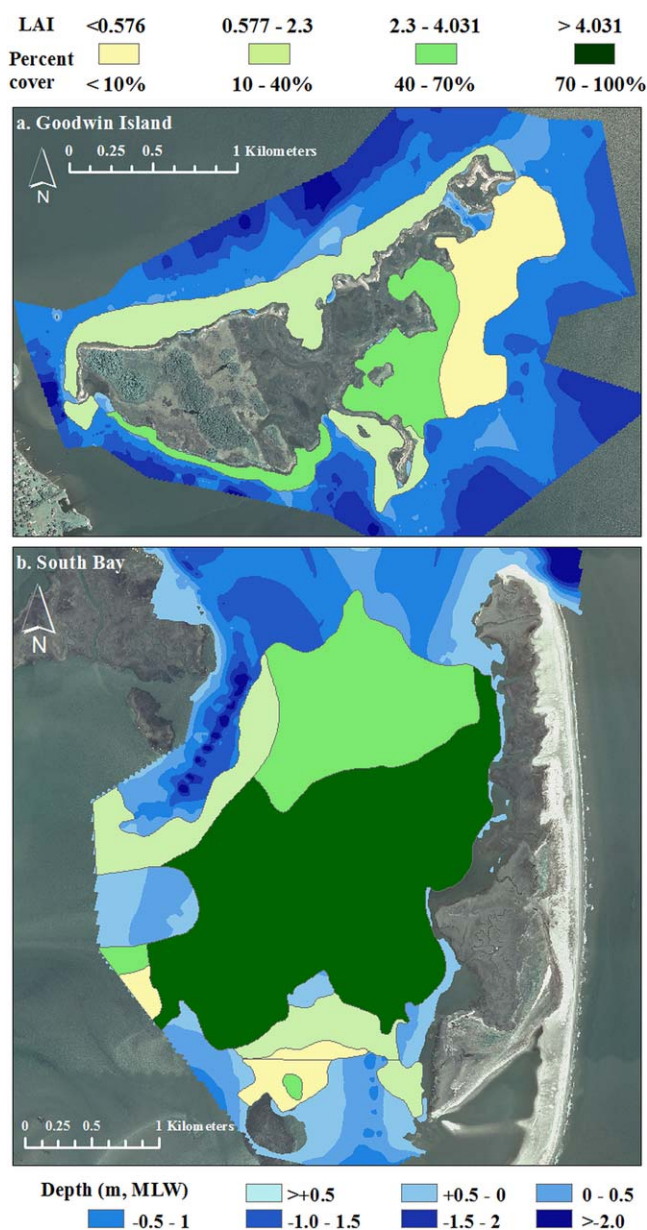 LAI <0.576 0.577 - 2.3 2.3 - 4.031 > 4.031
Percent
cover < 10% 10 - 40% 40 - 70% 70 - 100%
a. Goodwin Island
0 0.25 0.5 1 Kilometers
N
b. South Bay
N
0 0.25 0.5 1 Kilometers
Depth (m, MLW) >+0.5 +0.5 - 0 0 - 0.5
-0.5 - 1 -1.0 - 1.5 -1.5 - 2 >-2.0